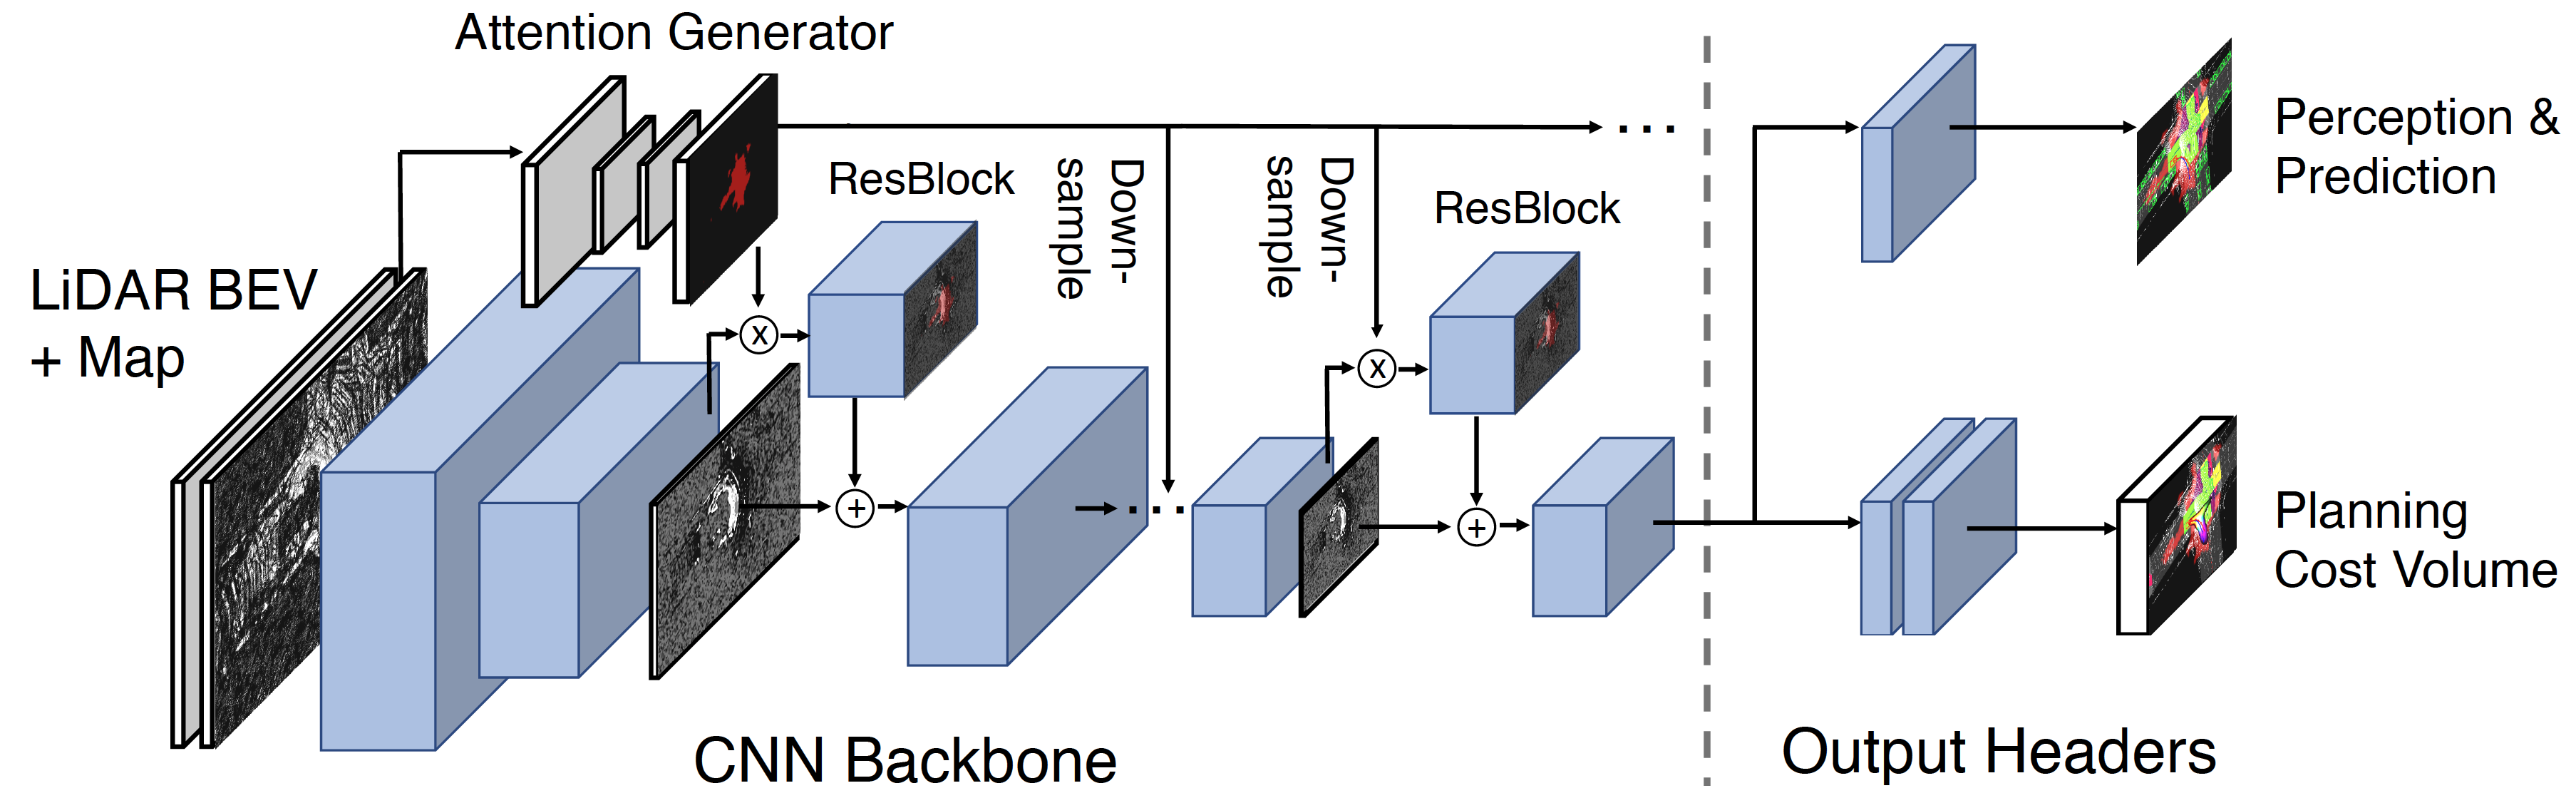 Attention Generator
LiDAR BEV
+ Map
x
ResBlock
+
Down-
sample
...
Down-
sample
x
ResBlock
+
...
CNN Backbone
Perception &
Prediction
Planning
Cost Volume
Output Headers